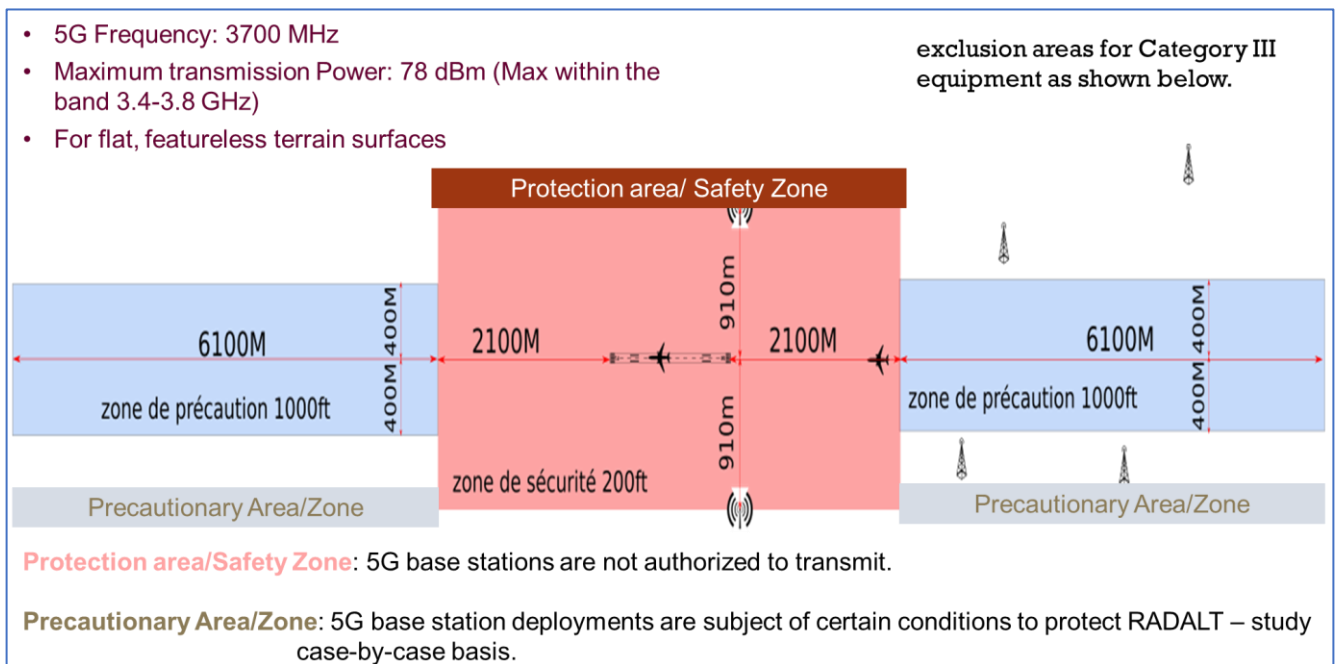 • 5G Frequency: 3700 MHz
• Maximum transmission Power: 78 dBm (Max within the
band 3.4-3.8 GHz)
• For flat, featureless terrain surfaces
exclusion areas for Category III
equipment as shown below.
Protection area/ Safety Zone
6100M
400M
400M
zone de précaution 1000ft
2100M
910m
2100M
910m
zone de sécurité 200ft
6100M
400M
400M
zone de précaution 1000ft
Precautionary Area/Zone
Precautionary Area/Zone
Protection area/Safety Zone: 5G base stations are not authorized to transmit.
Precautionary Area/Zone: 5G base station deployments are subject of certain conditions to protect RADALT – study
case-by-case basis.